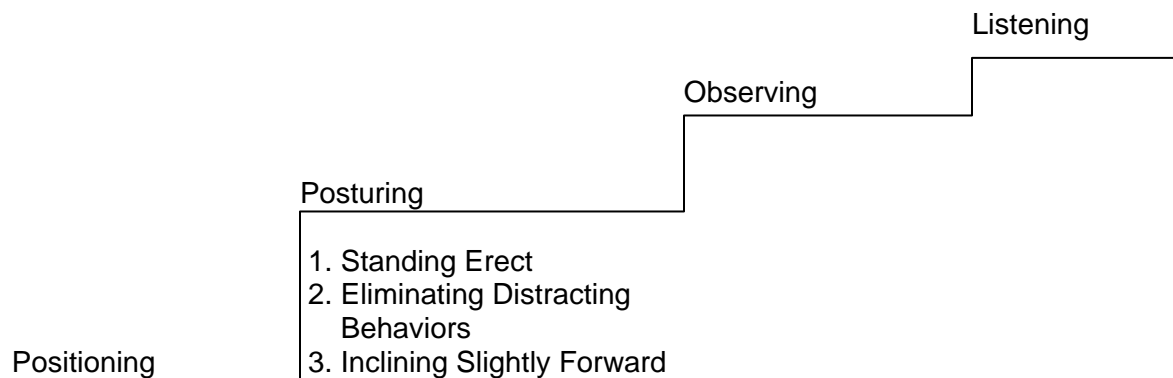 Listening
Observing
Posturing
1. Standing Erect
2. Eliminating Distracting
Behaviors
3. Inclining Slightly Forward
Positioning